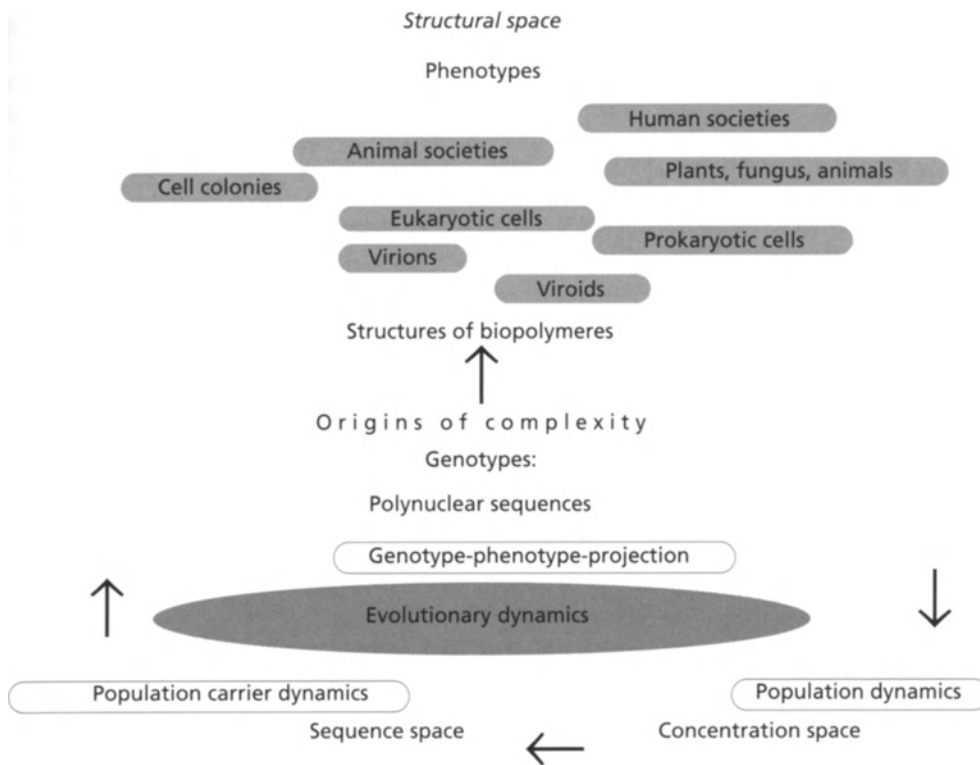 Structural space
Phenotypes
Human societies
Animal societies
Plants, fungus, animals
Cell colonies
Eukaryotic cells
Prokaryotic cells
Virions
Viroids
Structures of biopolymeres
Origins of complexity
Genotypes:
Polynuclear sequences
Genotype-phenotype-projection
Evolutionary dynamics
Population carrier dynamics
Population dynamics
Sequence space
Concentration space